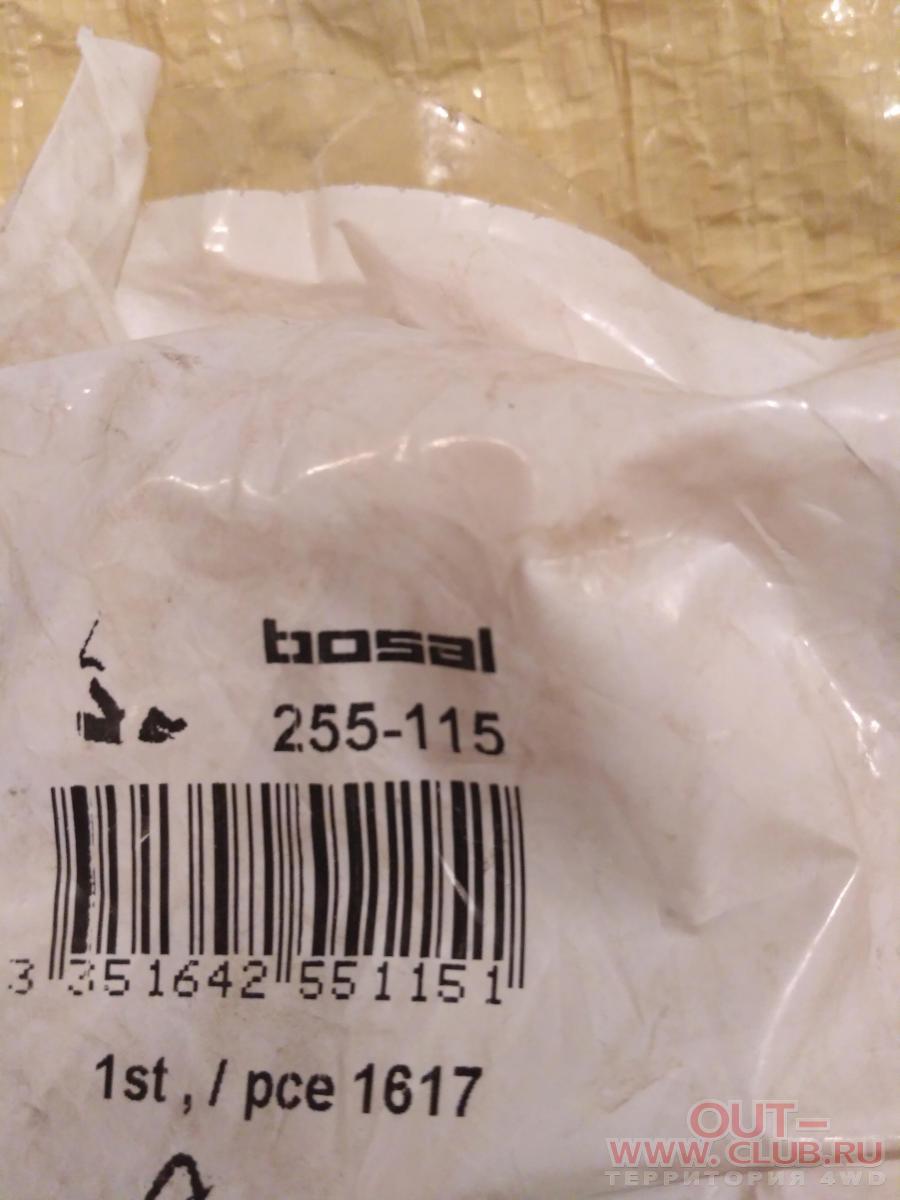 bosal
255-115
3 351642 551151
1st , / pce 1617
OUT-
WWW.CLUB.RU
ТЕРРИТОРИЯ 4WD